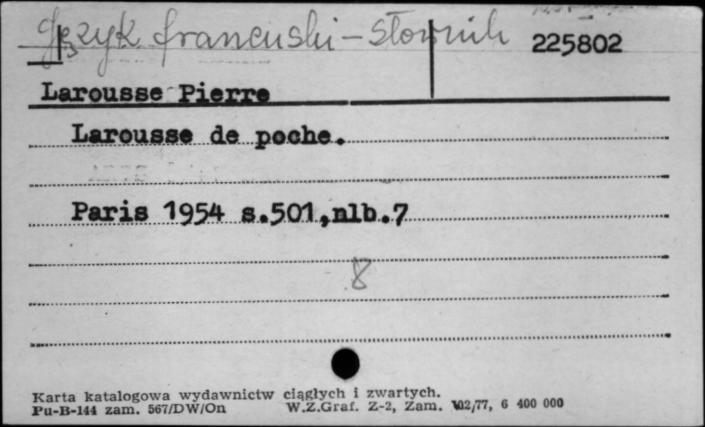 Język francuski - słownik 225802
Larousse Pierre
Larousse de poche.
Paris 1954 s.501,nlb.7
8
Karta katalogowa wydawnictw ciągłych i zwartych.
Pu-B-144 zam. 567/DW/On W.Z.Graf. Z-2, Zam. 102/77, 6 400 000